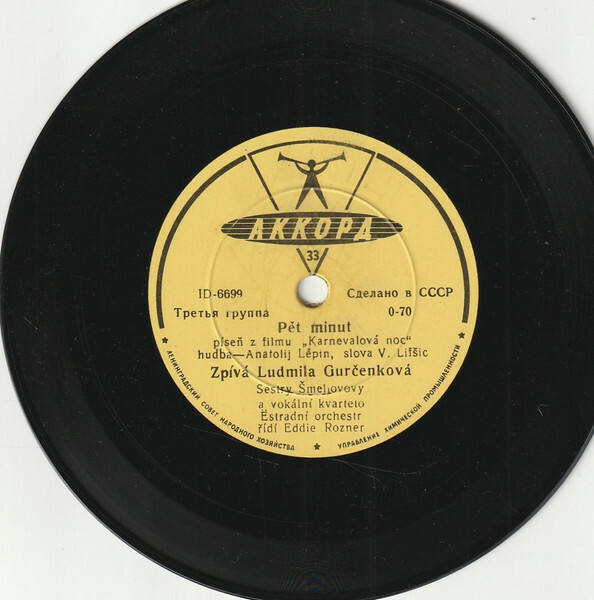 АККОРД
33
ID-6699 Сделано в СССР
Третья группа 0-70
Pět minut
píseň z filmu „Karnevalová noc"
hudba—Anatolij Lěpin, slova V. Lifšic
Zpívá Ludmila Gurčenková
Sestry Šmeljovovy
a vokální kvarteto
Estradní orchestr
řídí Eddie Rozner
★ ЛЕНИНГРАДСКИЙ СОВЕТ НАРОДНОГО ХОЗЯЙСТВА ★ УПРАВЛЕНИЕ ХИМИЧЕСКОЙ ПРОМЫШЛЕННОСТИ ★